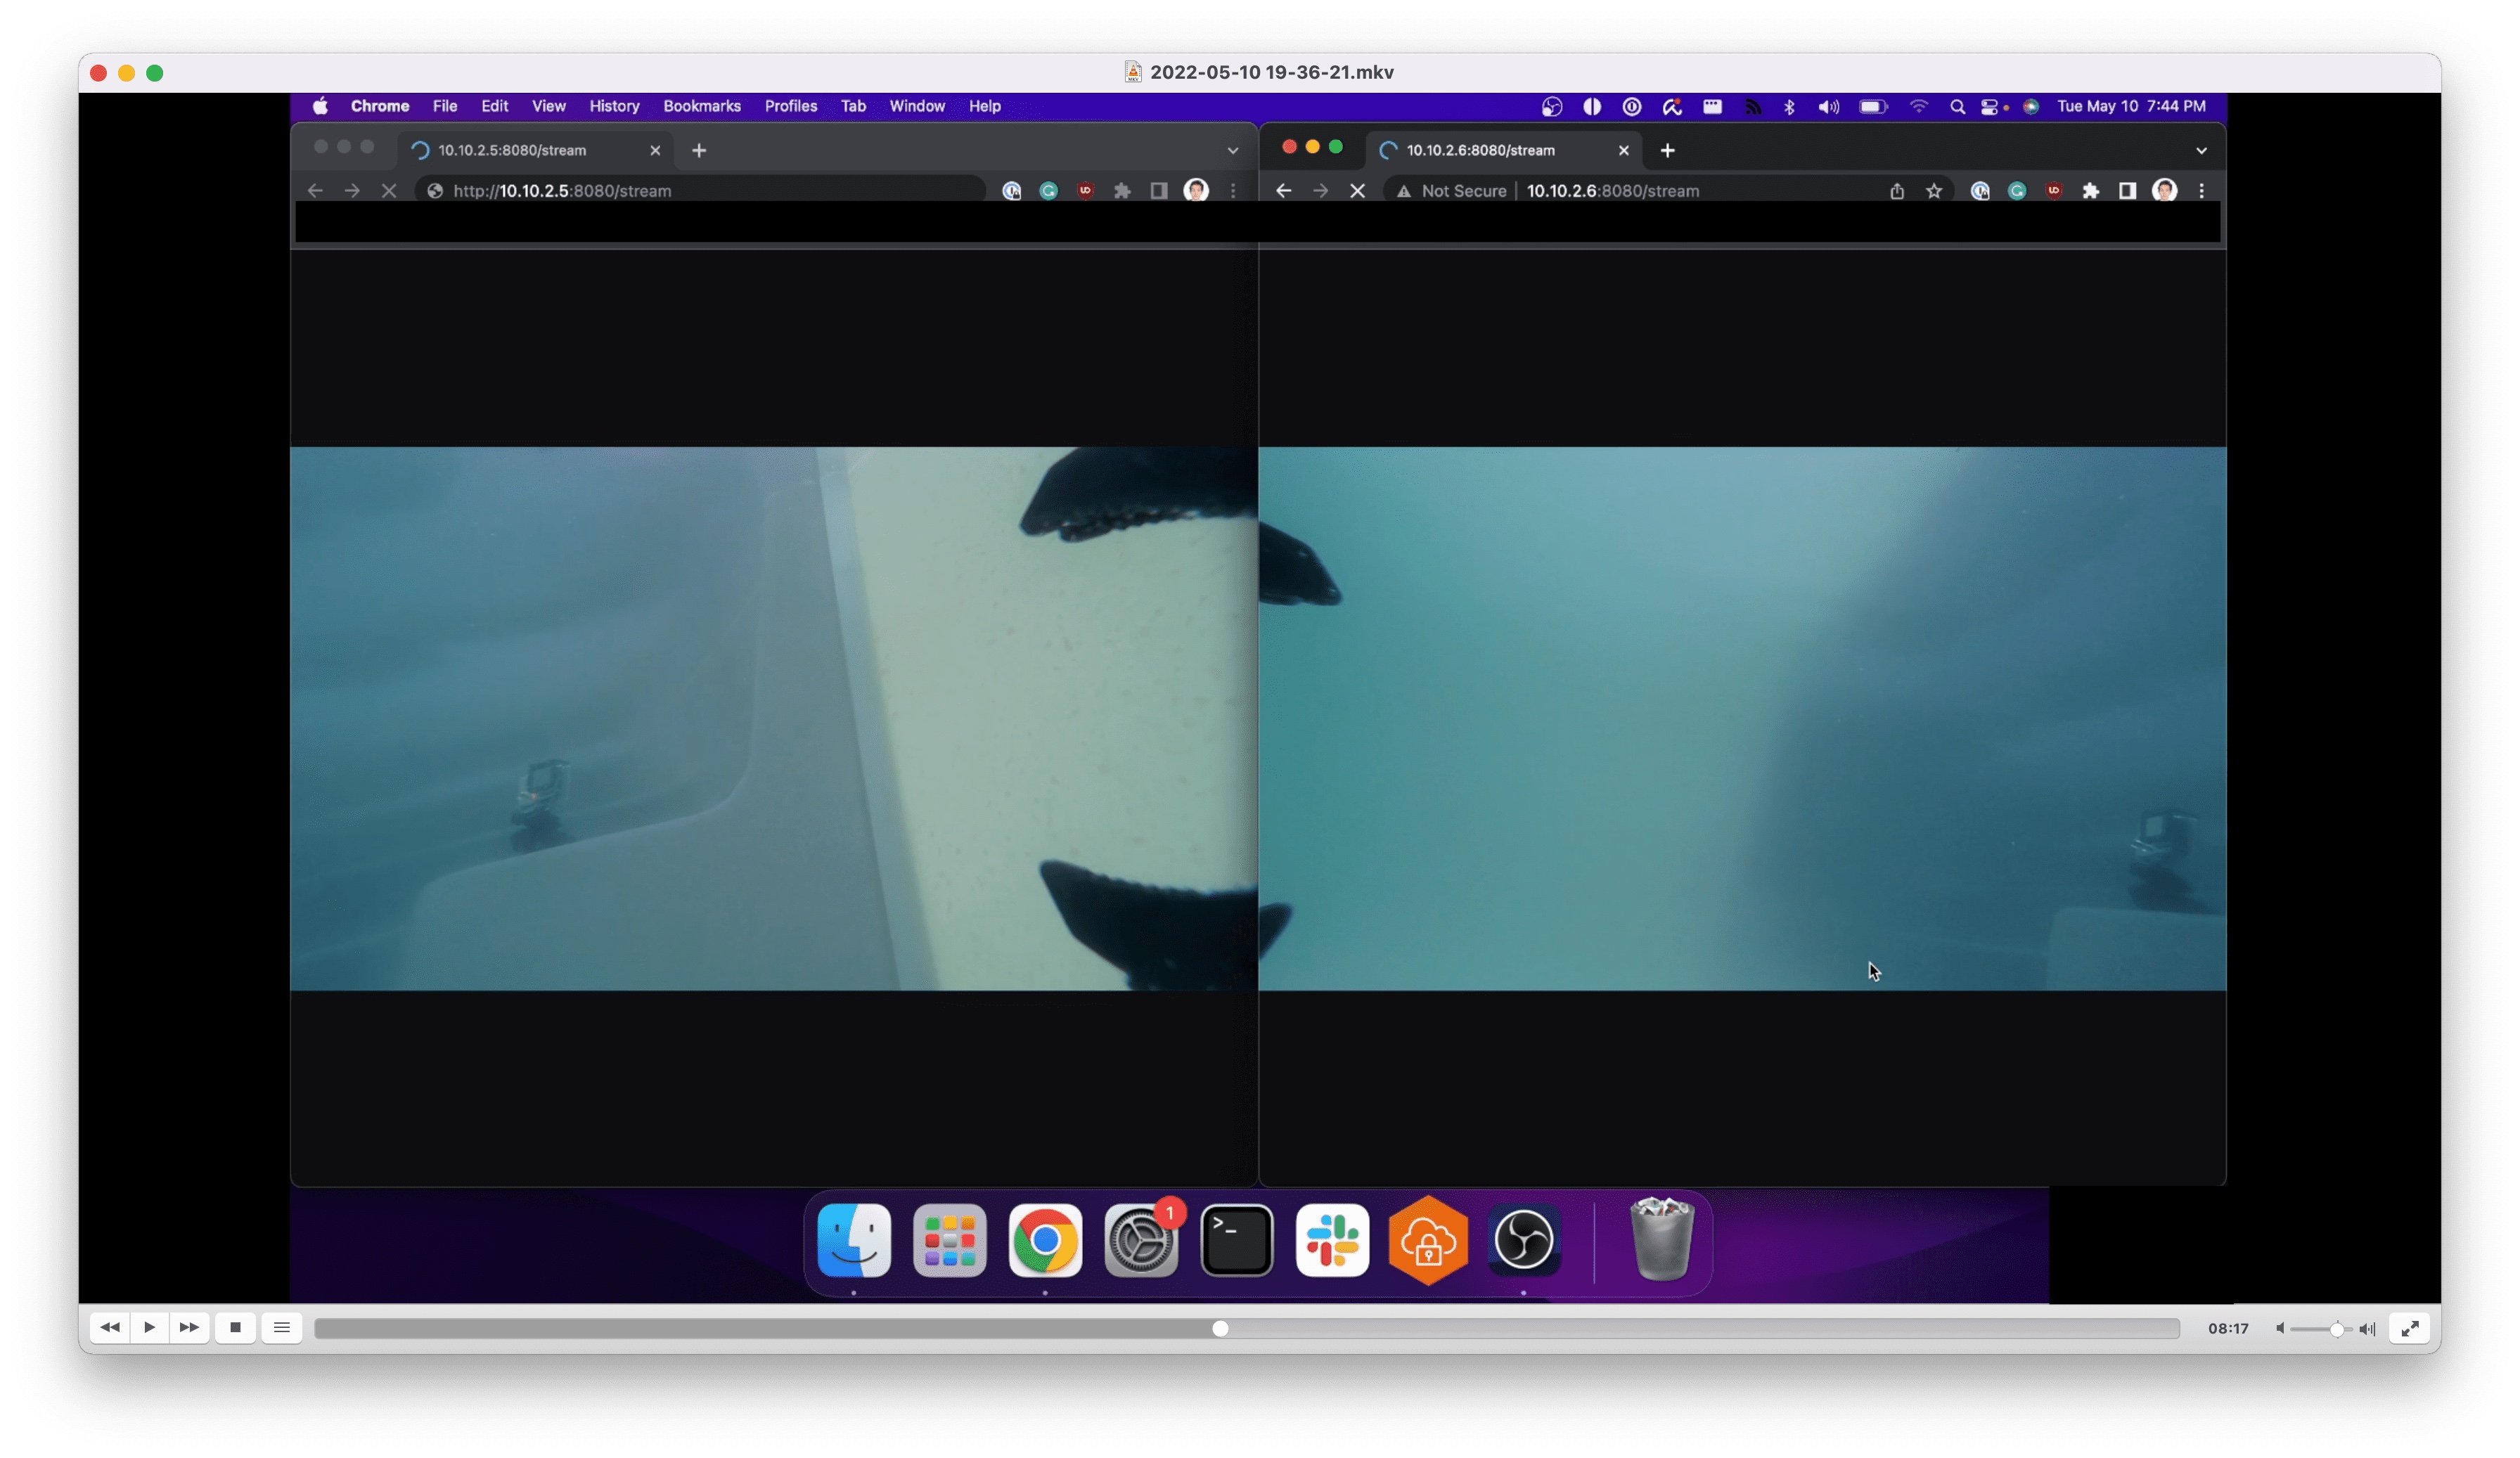 2022-05-10 19-36-21.mkv
Chrome File Edit View History Bookmarks Profiles Tab Window Help Tue May 10 7:44 PM
10.10.2.5:8080/stream
10.10.2.6:8080/stream
http://10.10.2.5:8080/stream
Not Secure 10.10.2.6:8080/stream
1
>_
08:17